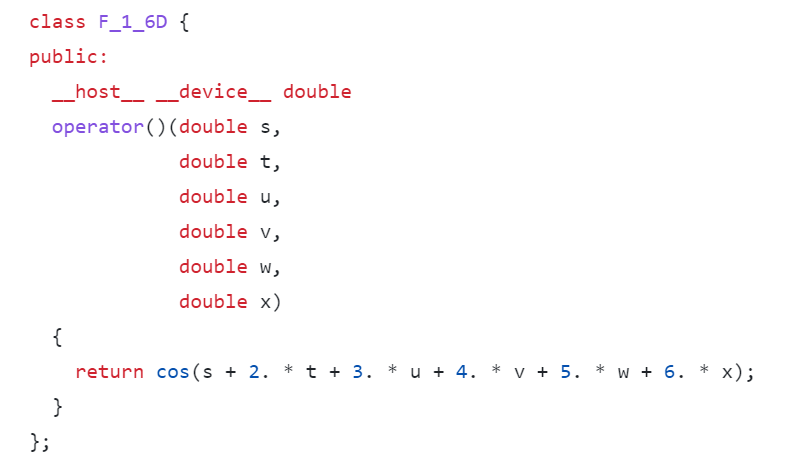 class F_1_6D {
public:
  __host__ __device__ double
  operator()(double s,
             double t,
             double u,
             double v,
             double w,
             double x)
  {
    return cos(s + 2. * t + 3. * u + 4. * v + 5. * w + 6. * x);
  }
};